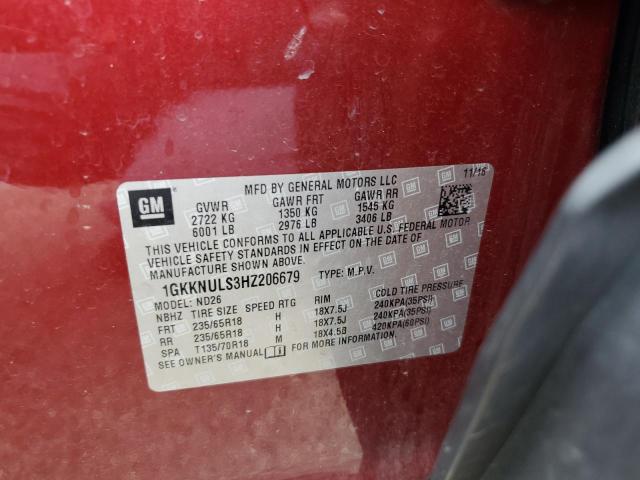 GM
MFD BY GENERAL MOTORS LLC
11/16
GVWR GAWR FRT GAWR RR
2722 KG 1350 KG 1545 KG
6001 LB 2976 LB 3406 LB
THIS VEHICLE CONFORMS TO ALL APPLICABLE U.S. FEDERAL MOTOR
VEHICLE SAFETY STANDARDS IN EFFECT ON THE DATE OF
MANUFACTURE SHOWN ABOVE.
1GKKNULS3HZ206679 TYPE: M.P.V.
MODEL: ND26
NBHZ TIRE SIZE SPEED RTG RIM COLD TIRE PRESSURE
FRT 235/65R18 H 18X7.5J 240KPA(35PSI)
RR 235/65R18 H 18X7.5J 240KPA(35PSI)
SPA T135/70R18 M 18X4.5B 420KPA(60PSI)
SEE OWNER'S MANUAL FOR MORE INFORMATION.